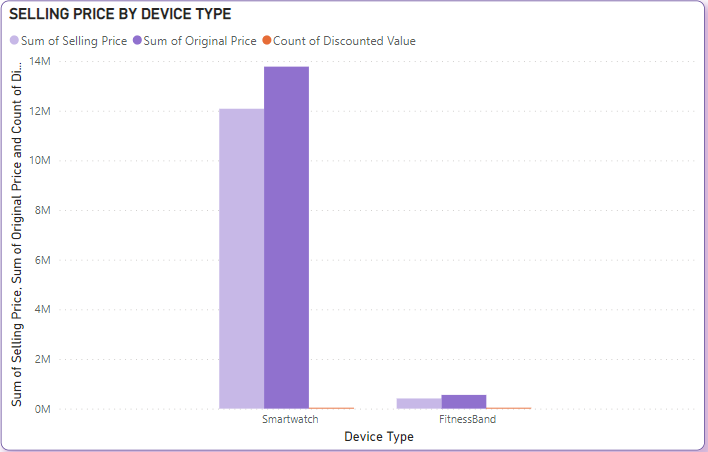 SELLING PRICE BY DEVICE TYPE
Sum of Selling Price Sum of Original Price Count of Discounted Value
Sum of Selling Price, Sum of Original Price and Count of Di...
14M
12M
10M
8M
6M
4M
2M
0M
Smartwatch FitnessBand
Device Type